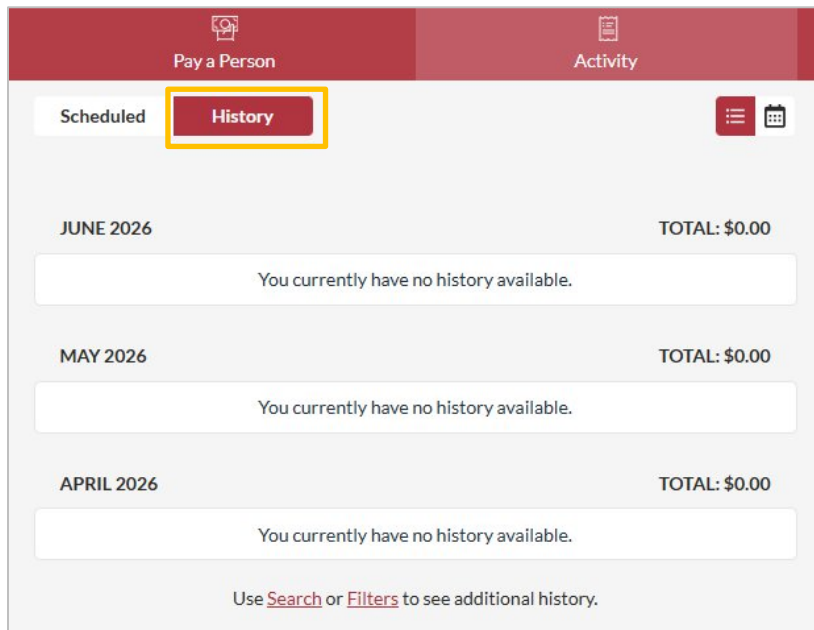 Pay a Person
Activity
Scheduled
History
JUNE 2026
TOTAL: $0.00
You currently have no history available.
MAY 2026
TOTAL: $0.00
You currently have no history available.
APRIL 2026
TOTAL: $0.00
You currently have no history available.
Use Search or Filters to see additional history.